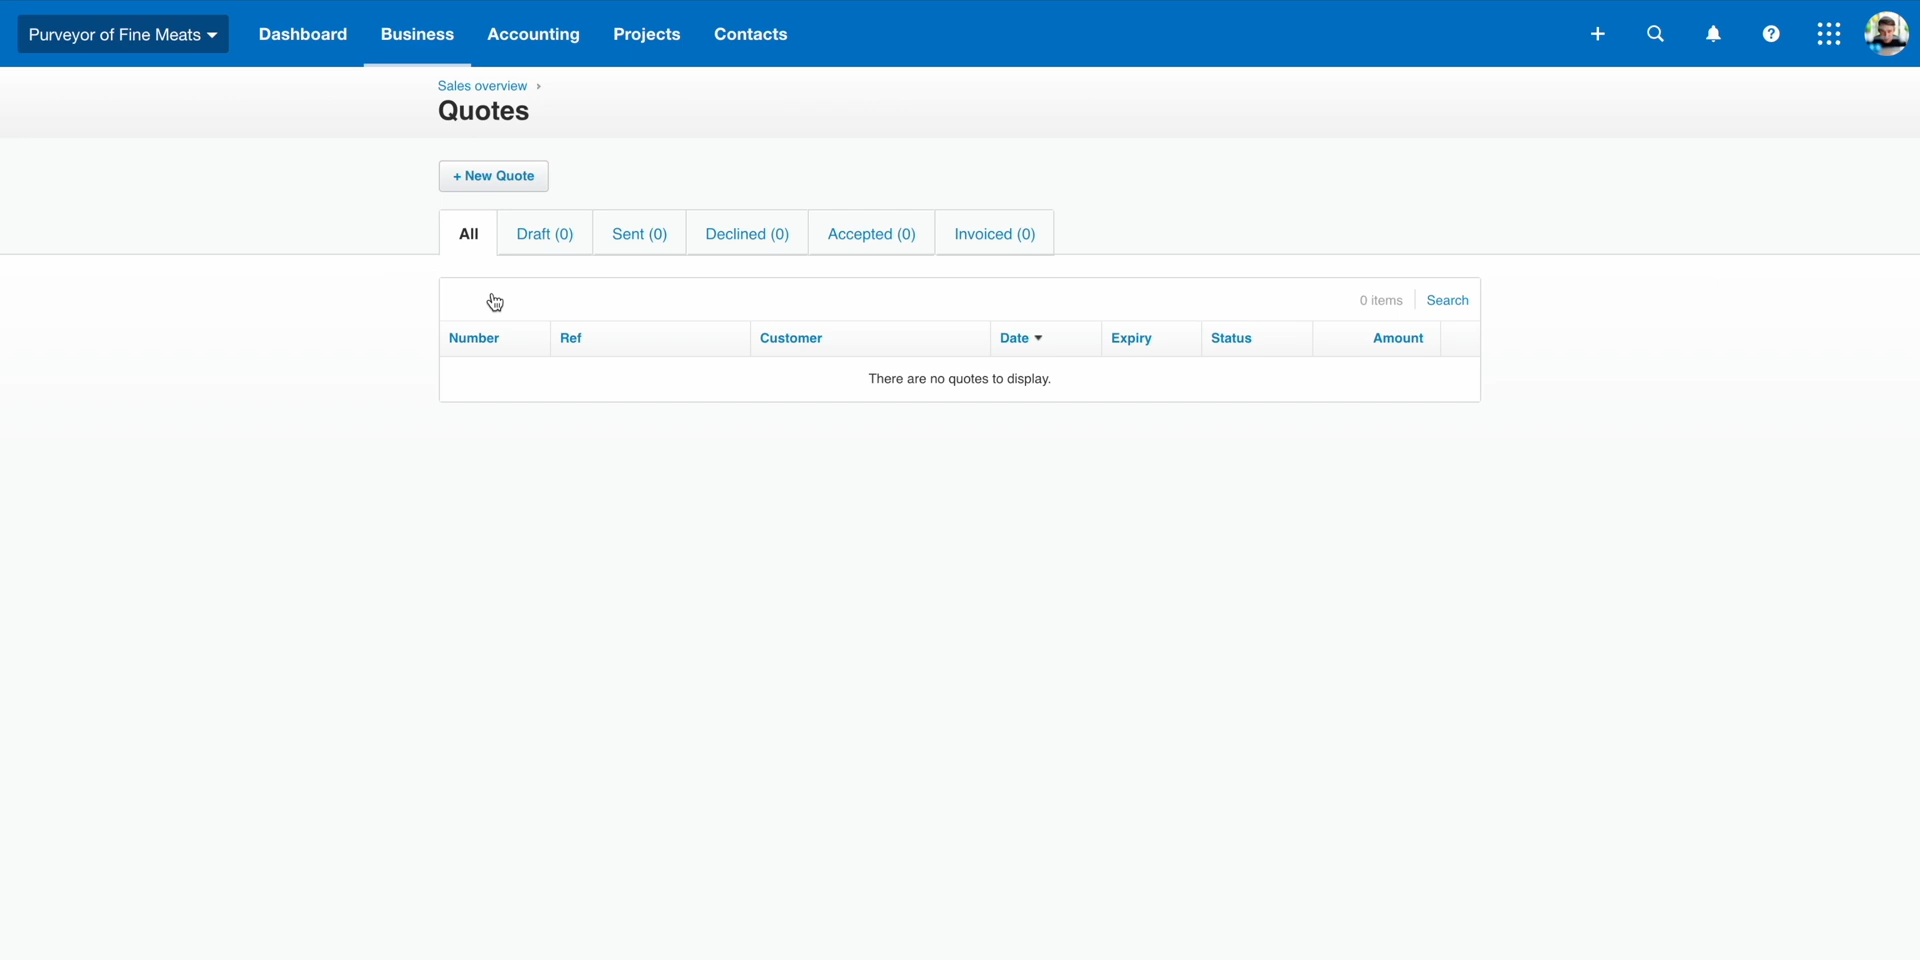 Purveyor of Fine Meats Dashboard Business Accounting Projects Contacts
Sales overview ›
Quotes
+ New Quote
All Draft (0) Sent (0) Declined (0) Accepted (0) Invoiced (0)
0 items Search
Number Ref Customer Date Expiry Status Amount
There are no quotes to display.